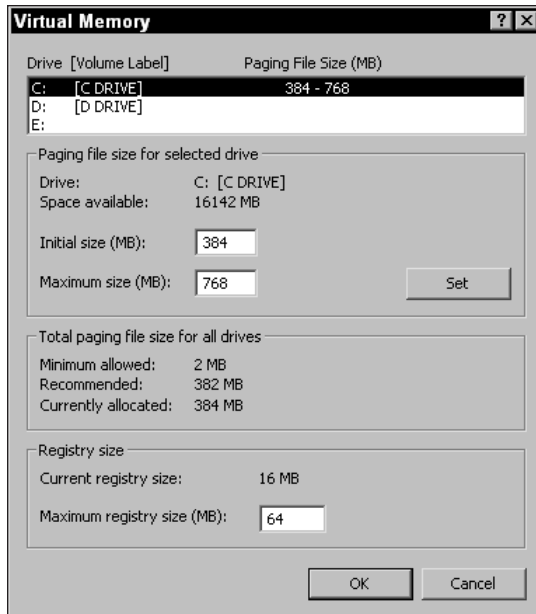 Virtual Memory
Drive [Volume Label] Paging File Size (MB)
C: [C DRIVE] 384 - 768
D: [D DRIVE]
E:
Paging file size for selected drive
Drive: C: [C DRIVE]
Space available: 16142 MB
Initial size (MB): 384
Maximum size (MB): 768 Set
Total paging file size for all drives
Minimum allowed: 2 MB
Recommended: 382 MB
Currently allocated: 384 MB
Registry size
Current registry size: 16 MB
Maximum registry size (MB): 64
OK Cancel